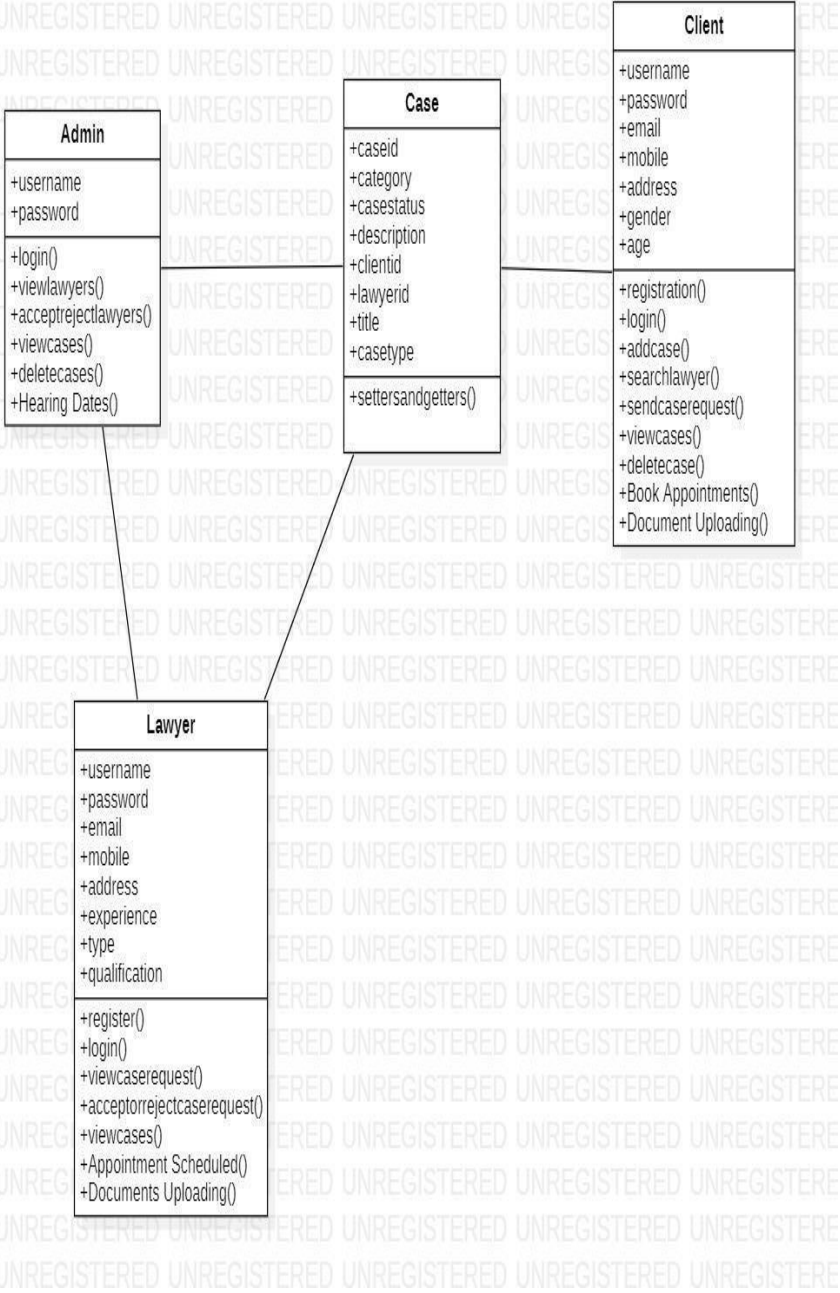 Admin
+username
+password
+login()
+viewlawyers()
+acceptrejectlawyers()
+viewcases()
+deletecases()
+Hearing Dates()
Case
+caseid
+category
+casestatus
+description
+clientid
+lawyerid
+title
+casetype
+settersandgetters()
Client
+username
+password
+email
+mobile
+address
+gender
+age
+registration()
+login()
+addcase()
+searchlawyer()
+sendcaserequest()
+viewcases()
+deletecase()
+Book Appointments()
+Document Uploading()
Lawyer
+username
+password
+email
+mobile
+address
+experience
+type
+qualification
+register()
+login()
+viewcaserequest()
+acceptorrejectcaserequest()
+viewcases()
+Appointment Scheduled()
+Documents Uploading()
UNREGISTERED